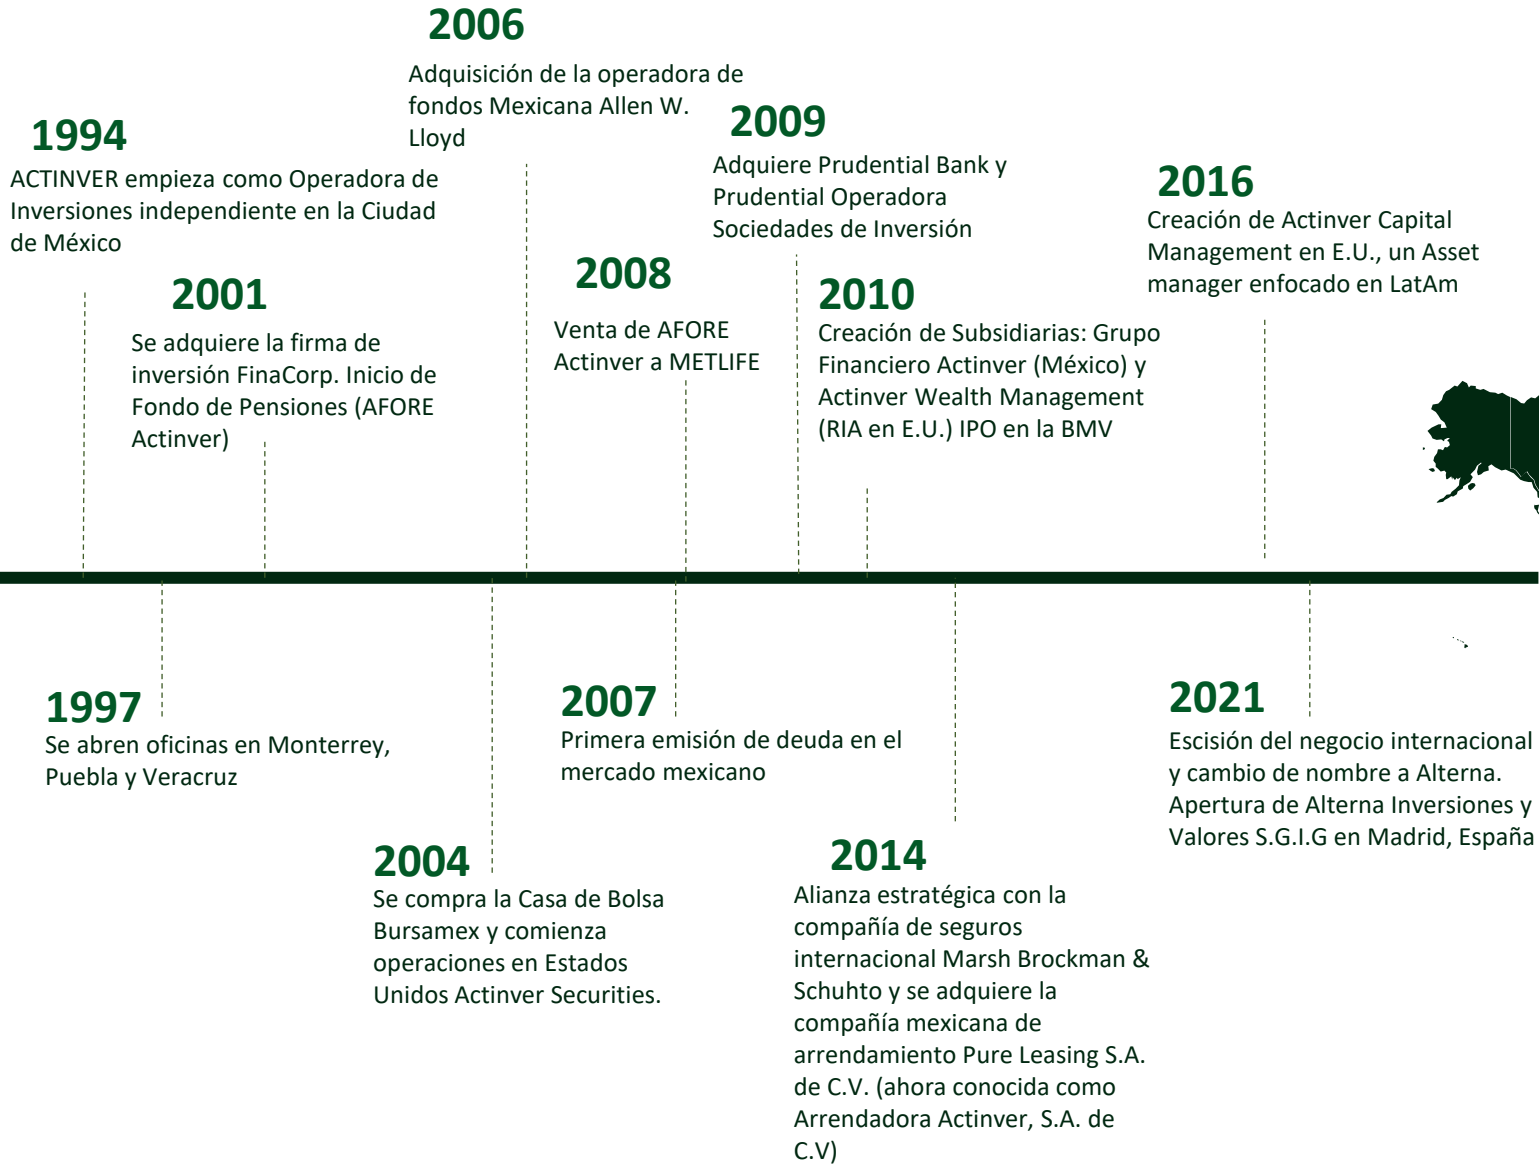 2006
Adquisición de la operadora de
fondos Mexicana Allen W.
Lloyd
1994
ACTINVER empieza como Operadora de
Inversiones independiente en la Ciudad
de México
2009
Adquiere Prudential Bank y
Prudential Operadora
Sociedades de Inversión
2016
Creación de Actinver Capital
Management en E.U., un Asset
manager enfocado en LatAm
2001
Se adquiere la firma de
inversión FinaCorp. Inicio de
Fondo de Pensiones (AFORE
Actinver)
2008
Venta de AFORE
Actinver a METLIFE
2010
Creación de Subsidiarias: Grupo
Financiero Actinver (México) y
Actinver Wealth Management
(RIA en E.U.) IPO en la BMV
1997
Se abren oficinas en Monterrey,
Puebla y Veracruz
2007
Primera emisión de deuda en el
mercado mexicano
2021
Escisión del negocio internacional
y cambio de nombre a Alterna.
Apertura de Alterna Inversiones y
Valores S.G.I.G en Madrid, España
2004
Se compra la Casa de Bolsa
Bursamex y comienza
operaciones en Estados
Unidos Actinver Securities.
2014
Alianza estratégica con la
compañía de seguros
internacional Marsh Brockman &
Schuhto y se adquiere la
compañía mexicana de
arrendamiento Pure Leasing S.A.
de C.V. (ahora conocida como
Arrendadora Actinver, S.A. de
C.V)